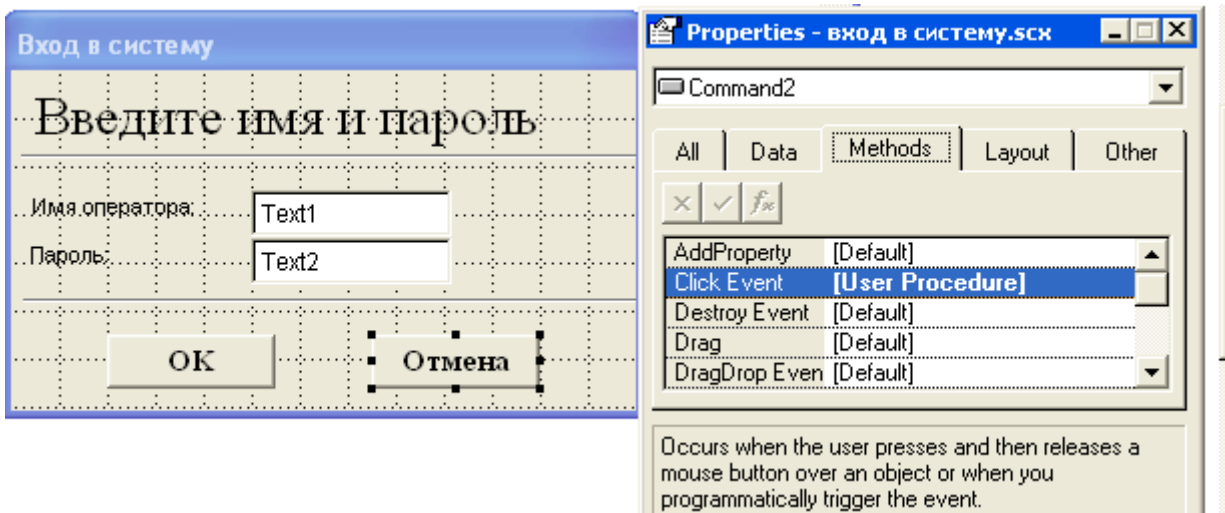 Вход в систему
Введите имя и пароль
Имя оператора:
Text1
Пароль:
Text2
OK
Отмена
Properties - вход в систему.scx
Command2
All Data Methods Layout Other
fx
AddProperty [Default]
Click Event [User Procedure]
Destroy Event [Default]
Drag [Default]
DragDrop Even [Default]
Occurs when the user presses and then releases a
mouse button over an object or when you
programmatically trigger the event.